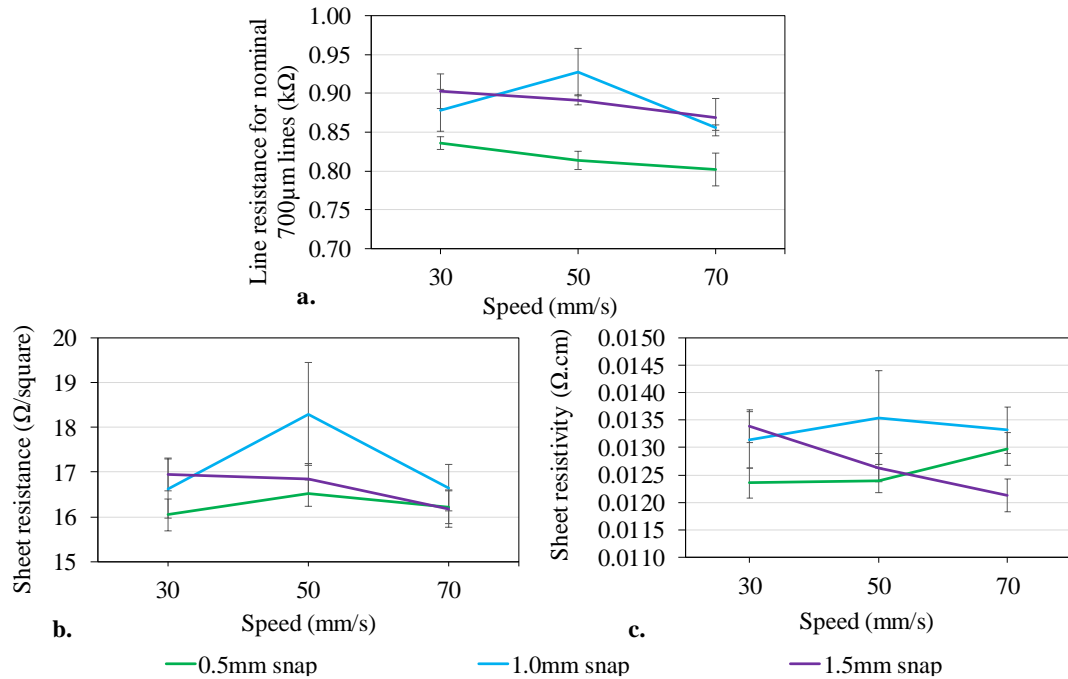 Line resistance for nominal
700µm lines (kΩ)
1.00
0.95
0.90
0.85
0.80
0.75
0.70
30 50 70
a.
Speed (mm/s)
Sheet resistance (Ω/square)
20
19
18
17
16
15
30 50 70
b.
Speed (mm/s)
Sheet resistivity (Ω.cm)
0.0150
0.0145
0.0140
0.0135
0.0130
0.0125
0.0120
0.0115
0.0110
30 50 70
c.
Speed (mm/s)
0.5mm snap 1.0mm snap 1.5mm snap